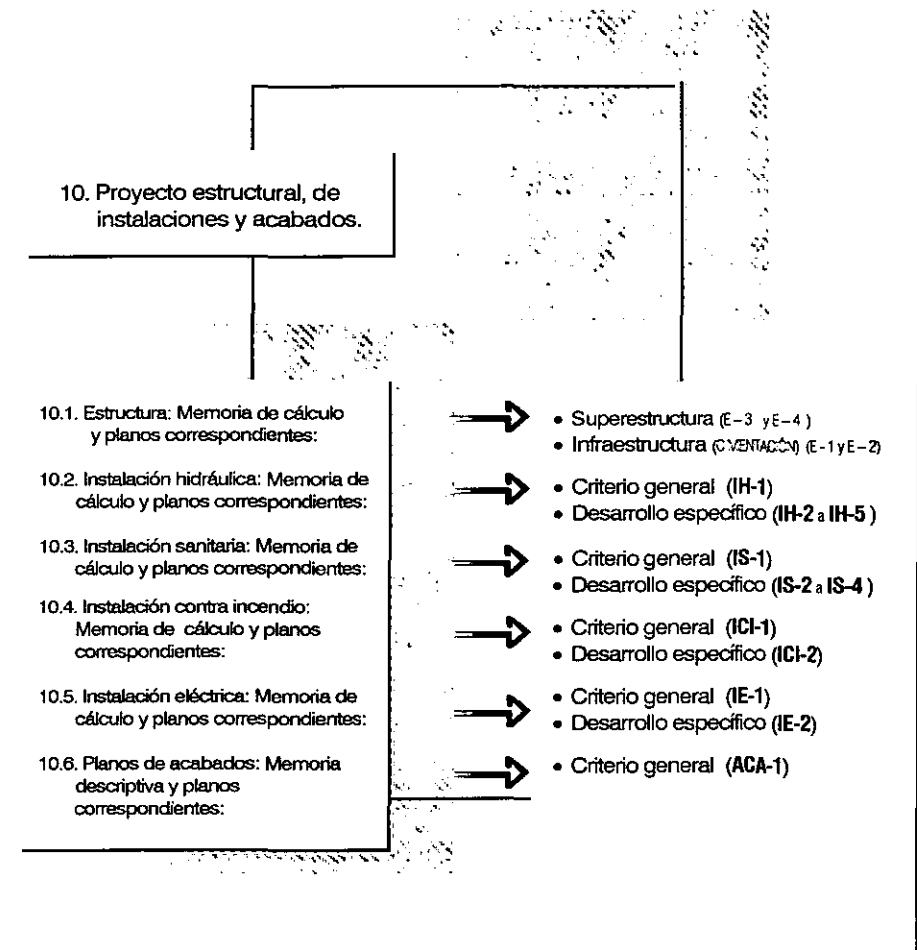 10. Proyecto estructural, de
instalaciones y acabados.
10.1. Estructura: Memoria de cálculo
y planos correspondientes:
• Superestructura (E-3 y E-4)
• Infraestructura (CIMENTACIÓN) (E-1 y E-2)
10.2. Instalación hidráulica: Memoria de
cálculo y planos correspondientes:
• Criterio general (IH-1)
• Desarrollo específico (IH-2 a IH-5)
10.3. Instalación sanitaria: Memoria de
cálculo y planos correspondientes:
• Criterio general (IS-1)
• Desarrollo específico (IS-2 a IS-4)
10.4. Instalación contra incendio:
Memoria de cálculo y planos
correspondientes:
• Criterio general (ICI-1)
• Desarrollo específico (ICI-2)
10.5. Instalación eléctrica: Memoria de
cálculo y planos correspondientes:
• Criterio general (IE-1)
• Desarrollo específico (IE-2)
10.6. Planos de acabados: Memoria
descriptiva y planos
correspondientes:
• Criterio general (ACA-1)